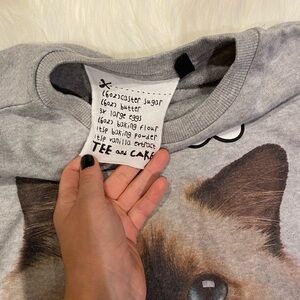 (6oz) caster sugar
(6oz) butter
3x large eggs
(6oz) baking flour
1tsp baking powder
1tsp vanilla extract
TEE and CAKE